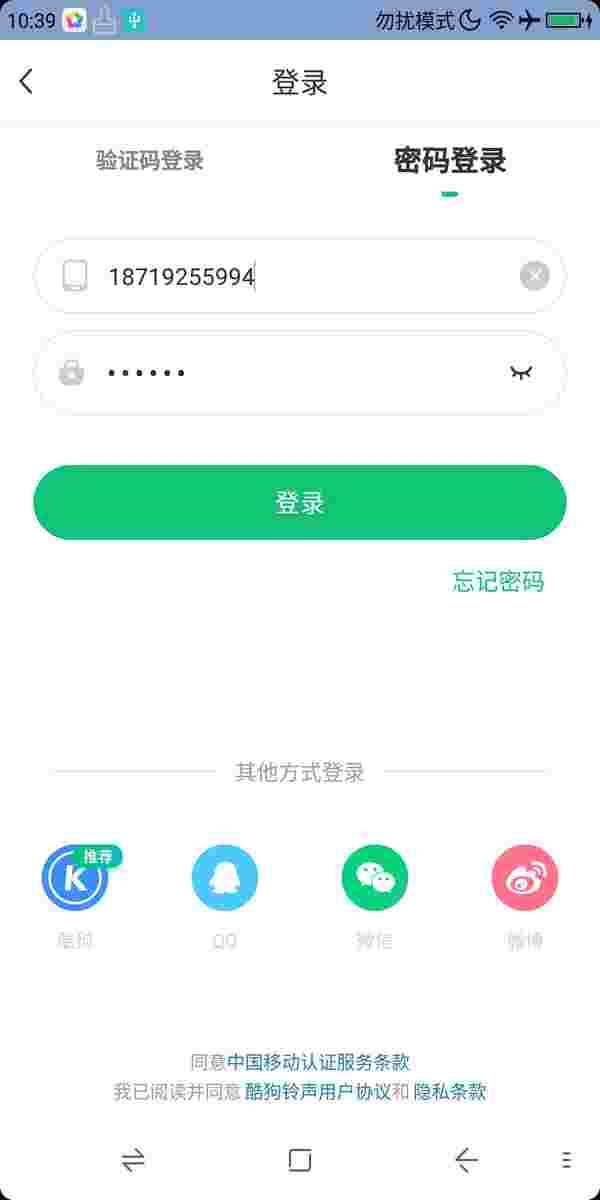 10:39 勿扰模式
登录
验证码登录 密码登录
18719255994
••••••
登录
忘记密码
其他方式登录
推荐
酷狗 QQ 微信 微博
同意中国移动认证服务条款
我已阅读并同意 酷狗铃声用户协议和 隐私条款